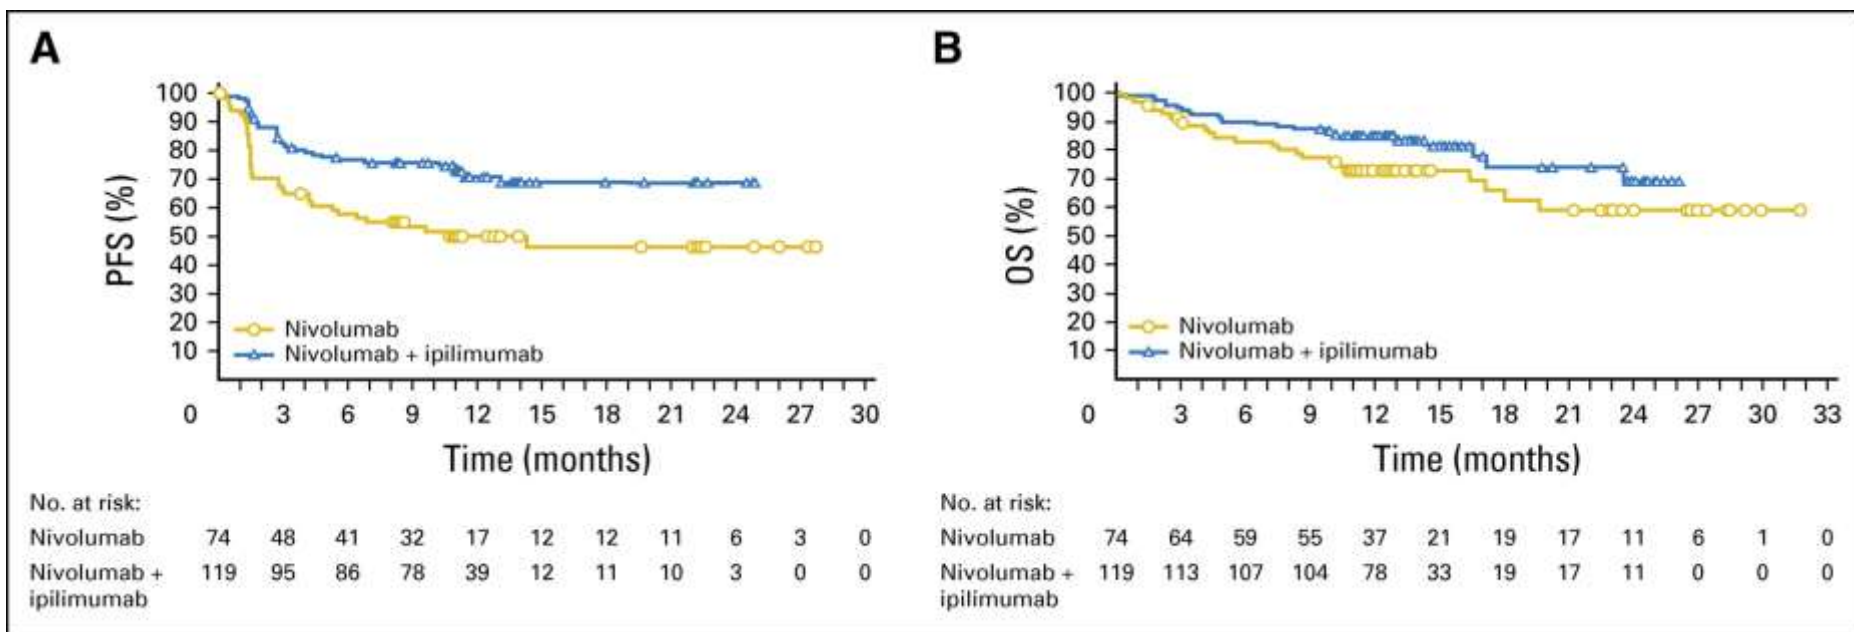 A
100
90
80
70
60
50
40
30
20
10
PFS (%)
Nivolumab
Nivolumab + ipilimumab
0 3 6 9 12 15 18 21 24 27 30
Time (months)
No. at risk:
Nivolumab 74 48 41 32 17 12 12 11 6 3 0
Nivolumab + 119 95 86 78 39 12 11 10 3 0 0
ipilimumab
B
100
90
80
70
60
50
40
30
20
10
OS (%)
Nivolumab
Nivolumab + ipilimumab
0 3 6 9 12 15 18 21 24 27 30 33
Time (months)
No. at risk:
Nivolumab 74 64 59 55 37 21 19 17 11 6 1 0
Nivolumab + 119 113 107 104 78 33 19 17 11 0 0 0
ipilimumab